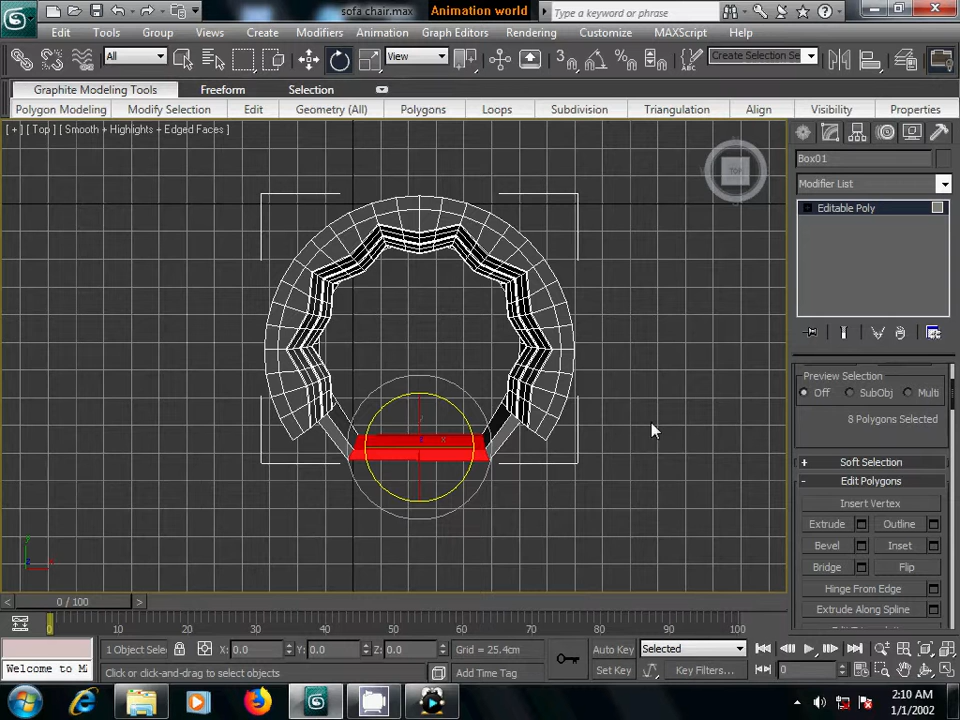 sofa chair.max
Animation world
Type a keyword or phrase
Edit Tools Group Views Create Modifiers Animation Graph Editors Rendering Customize MAXScript Help
All
View
3
Create Selection Se
Graphite Modeling Tools Freeform Selection
Polygon Modeling Modify Selection Edit Geometry (All) Polygons Loops Subdivision Triangulation Align Visibility Properties
[ + ] [ Top ] [ Smooth + Highlights + Edged Faces ]
TOP
Box01
Modifier List
Editable Poly
Preview Selection
Off SubObj Multi
8 Polygons Selected
+ Soft Selection
- Edit Polygons
Insert Vertex
Extrude Outline
Bevel Inset
Bridge Flip
Hinge From Edge
Extrude Along Spline
< 0 / 100 >
0 10 20 30 40 50 60 70 80 90 100
1 Object Selec X: 0.0 Y: 0.0 Z: 0.0 Grid = 25.4cm Auto Key Selected
Welcome to M Click or click-and-drag to select objects Add Time Tag Set Key Key Filters... 0
2:10 AM
1/1/2002